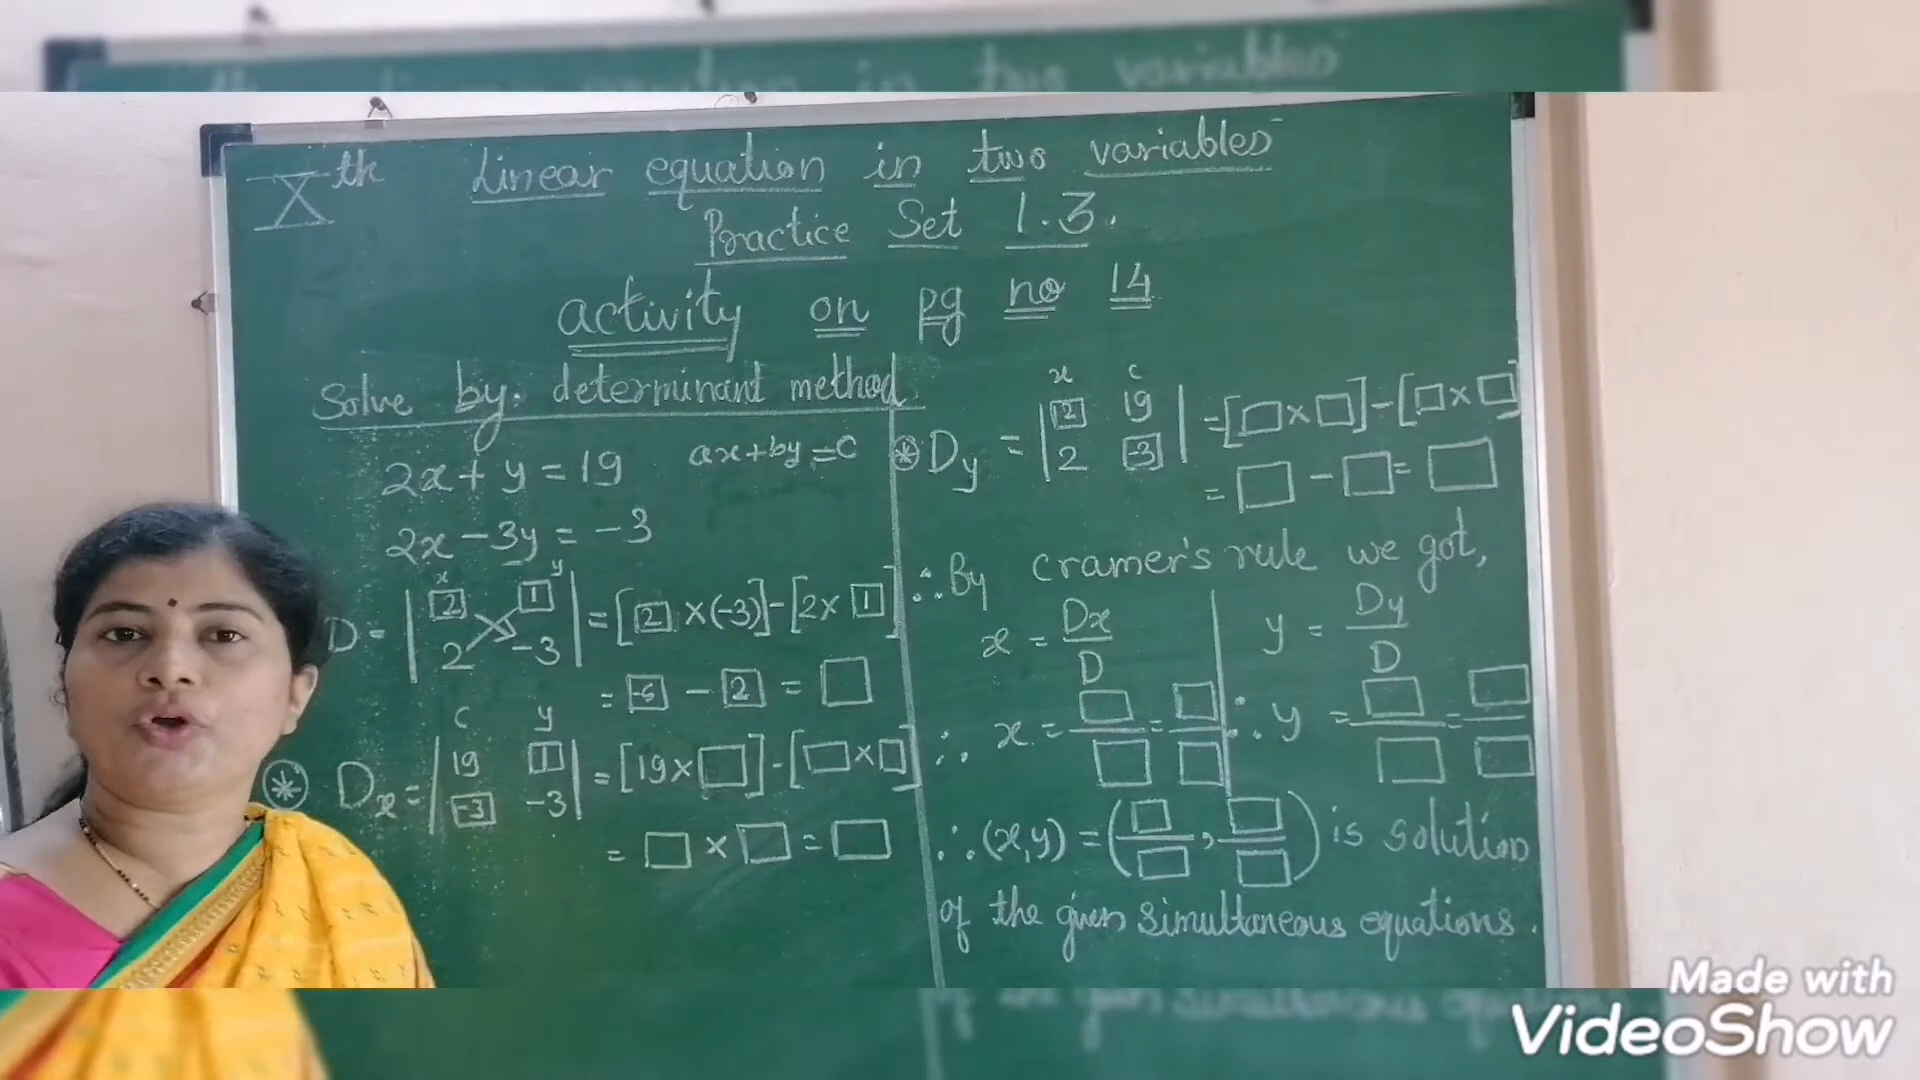 Xth Linear equation in two variables
Practice Set 1.3.
activity on pg no 14
Solve by. determinant method
2x + y = 19 ax+by=c
2x - 3y = -3
x y
D = | 2 1 | = [2 × (-3)] - [2 × 1]
2 -3
= -6 - 2 = □
c y
* Dx = | 19 1 | = [19 × □] - [□ × □]
-3 -3
= □ × □ = □
x c
* Dy = | 2 19 | = [□ × □] - [□ × □]
2 -3
= □ - □ = □
∴ By cramer's rule we got,
x = Dx/D y = Dy/D
∴ x = □/□ = □/□ ∴ y = □/□ = □/□
∴ (x,y) = (□/□, □/□) is solution
of the given simultaneous equations.
Made with
VideoShow